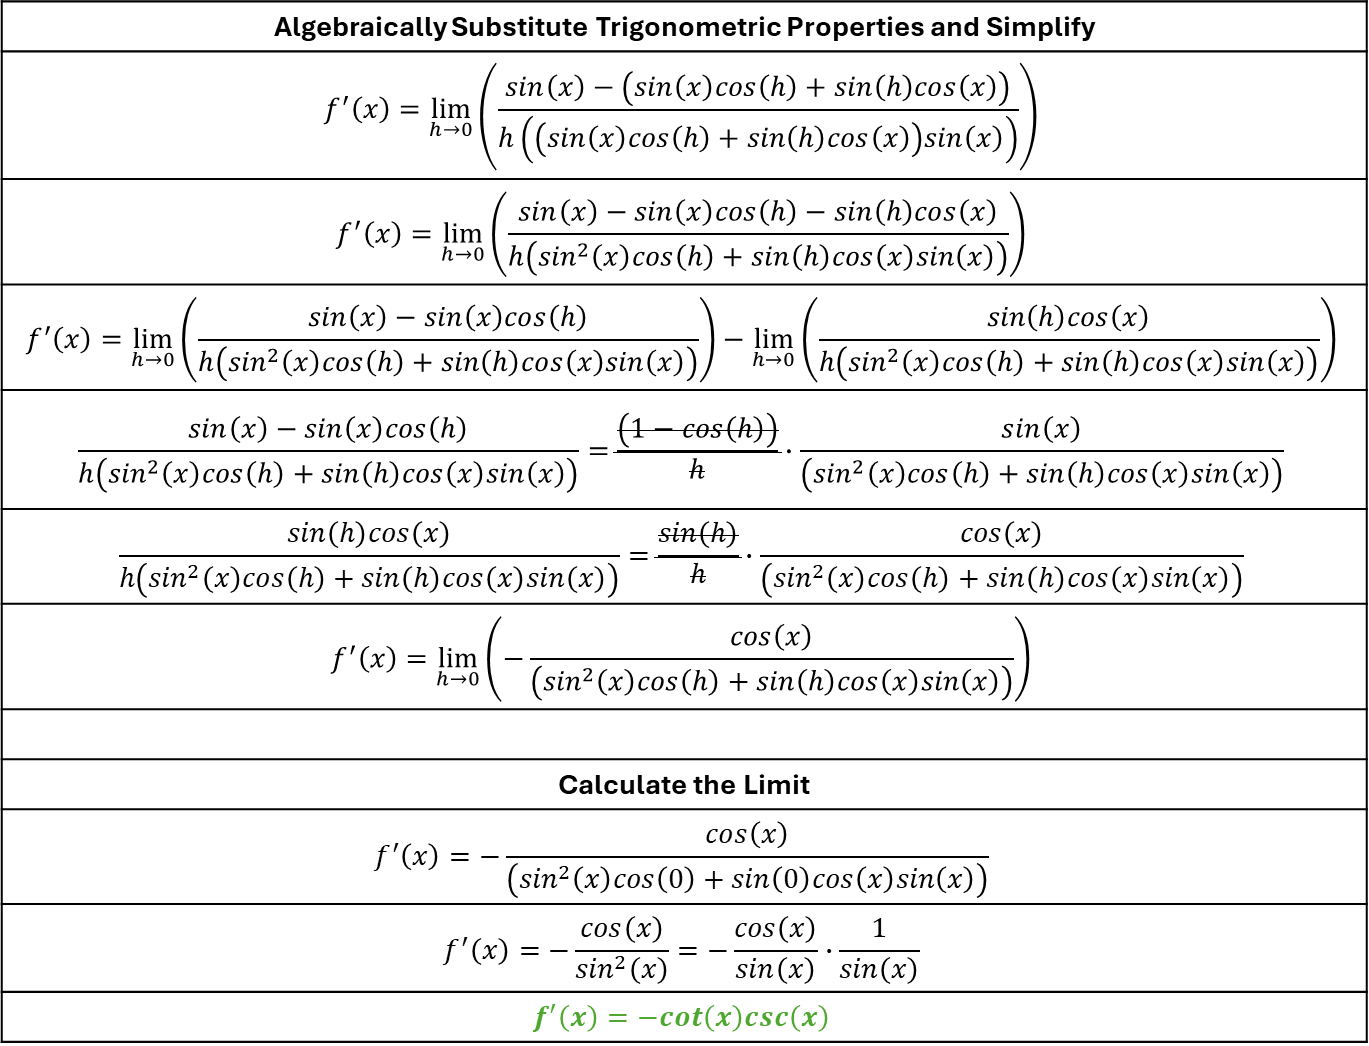 Algebraically Substitute Trigonometric Properties and Simplify
f′(x) = lim_{h→0} ( (sin(x) − (sin(x)cos(h) + sin(h)cos(x))) / (h((sin(x)cos(h) + sin(h)cos(x))sin(x))) )
f′(x) = lim_{h→0} ( (sin(x) − sin(x)cos(h) − sin(h)cos(x)) / (h(sin²(x)cos(h) + sin(h)cos(x)sin(x))) )
f′(x) = lim_{h→0} ( (sin(x) − sin(x)cos(h)) / (h(sin²(x)cos(h) + sin(h)cos(x)sin(x))) ) − lim_{h→0} ( (sin(h)cos(x)) / (h(sin²(x)cos(h) + sin(h)cos(x)sin(x))) )
(sin(x) − sin(x)cos(h)) / (h(sin²(x)cos(h) + sin(h)cos(x)sin(x))) = (1 − cos(h)) / h · sin(x) / (sin²(x)cos(h) + sin(h)cos(x)sin(x))
(sin(h)cos(x)) / (h(sin²(x)cos(h) + sin(h)cos(x)sin(x))) = sin(h) / h · cos(x) / (sin²(x)cos(h) + sin(h)cos(x)sin(x))
f′(x) = lim_{h→0} ( − cos(x) / (sin²(x)cos(h) + sin(h)cos(x)sin(x)) )
Calculate the Limit
f′(x) = − cos(x) / (sin²(x)cos(0) + sin(0)cos(x)sin(x))
f′(x) = − cos(x) / sin²(x) = − cos(x) / sin(x) · 1 / sin(x)
f′(x) = −cot(x)csc(x)